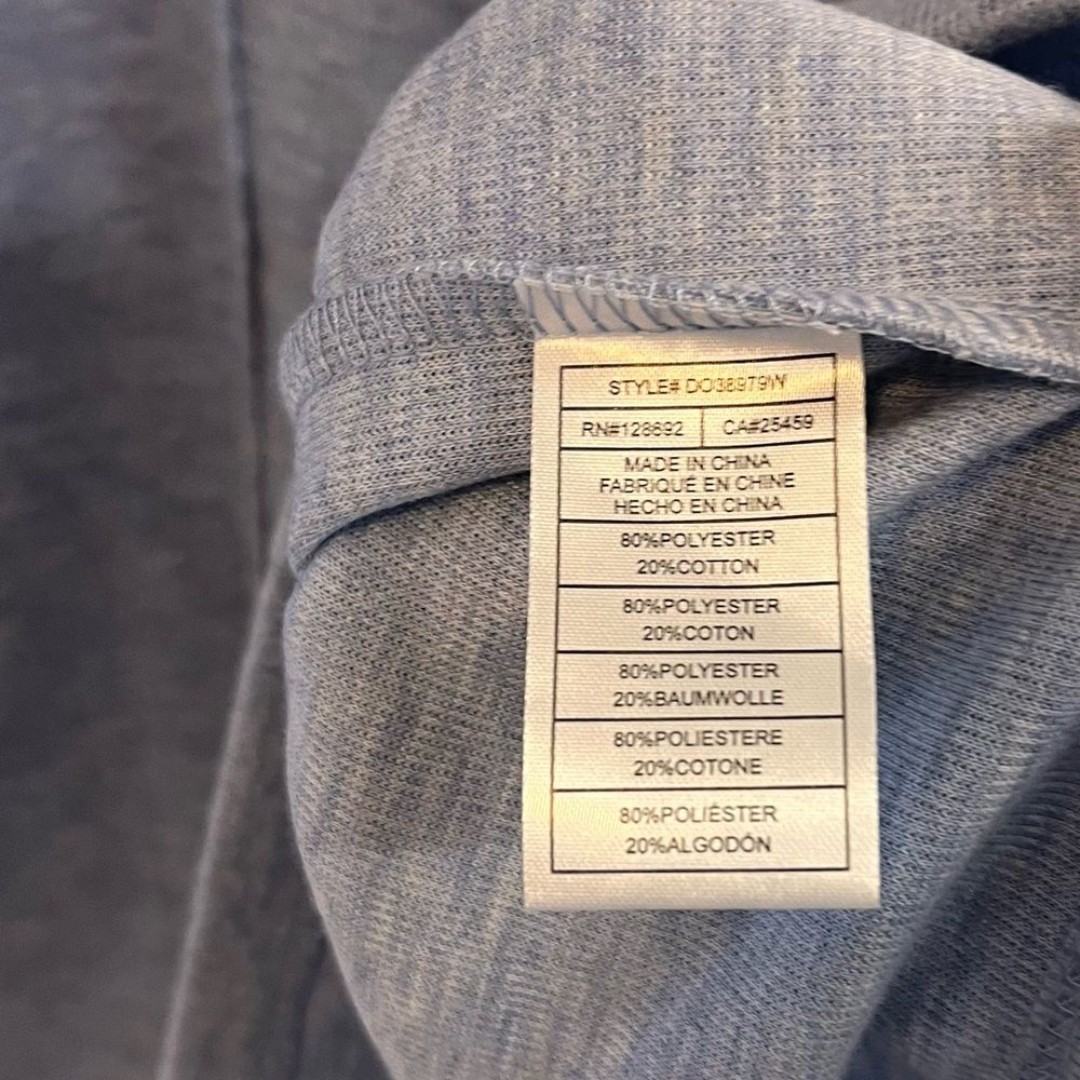 STYLE# DO38979W
RN#128692 CA#25459
MADE IN CHINA
FABRIQUÉ EN CHINE
HECHO EN CHINA
80%POLYESTER
20%COTTON
80%POLYESTER
20%COTON
80%POLYESTER
20%BAUMWOLLE
80%POLIESTERE
20%COTONE
80%POLIÉSTER
20%ALGODÓN